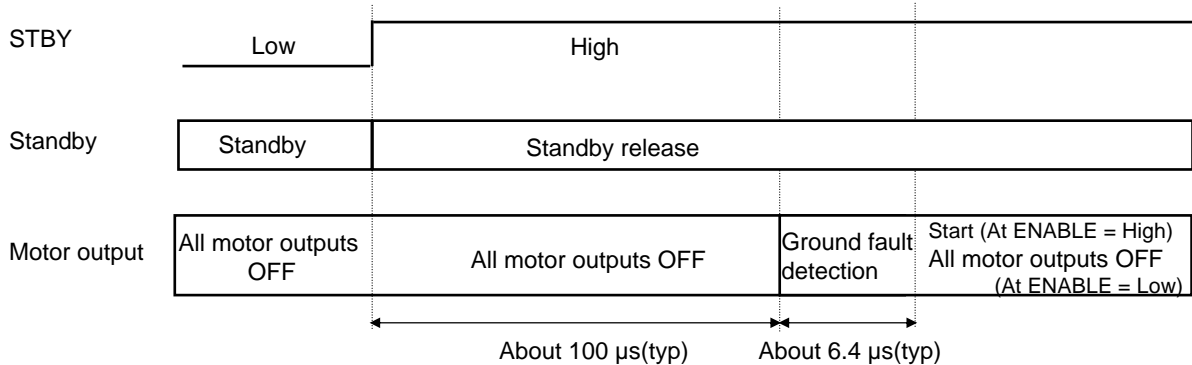 STBY
Low
High
Standby
Standby
Standby release
Motor output
All motor outputs
OFF
All motor outputs OFF
Ground fault
detection
Start (At ENABLE = High)
All motor outputs OFF
(At ENABLE = Low)
About 100 µs(typ)
About 6.4 µs(typ)